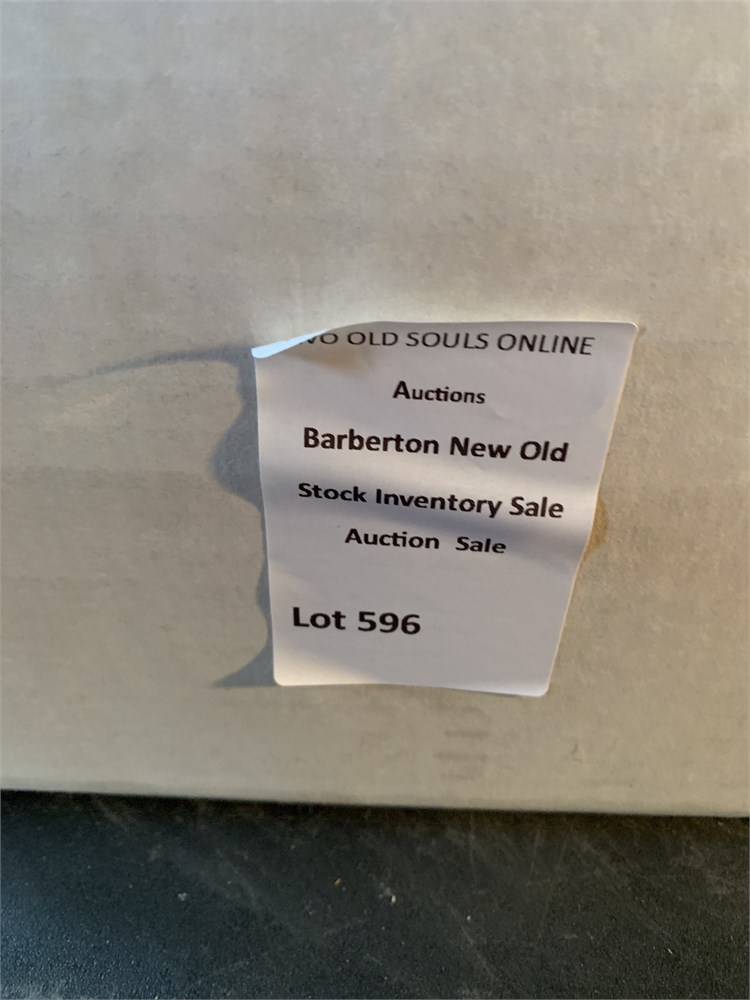 OLD SOULS ONLINE
Auctions
Barberton New Old
Stock Inventory Sale
Auction Sale
Lot 596